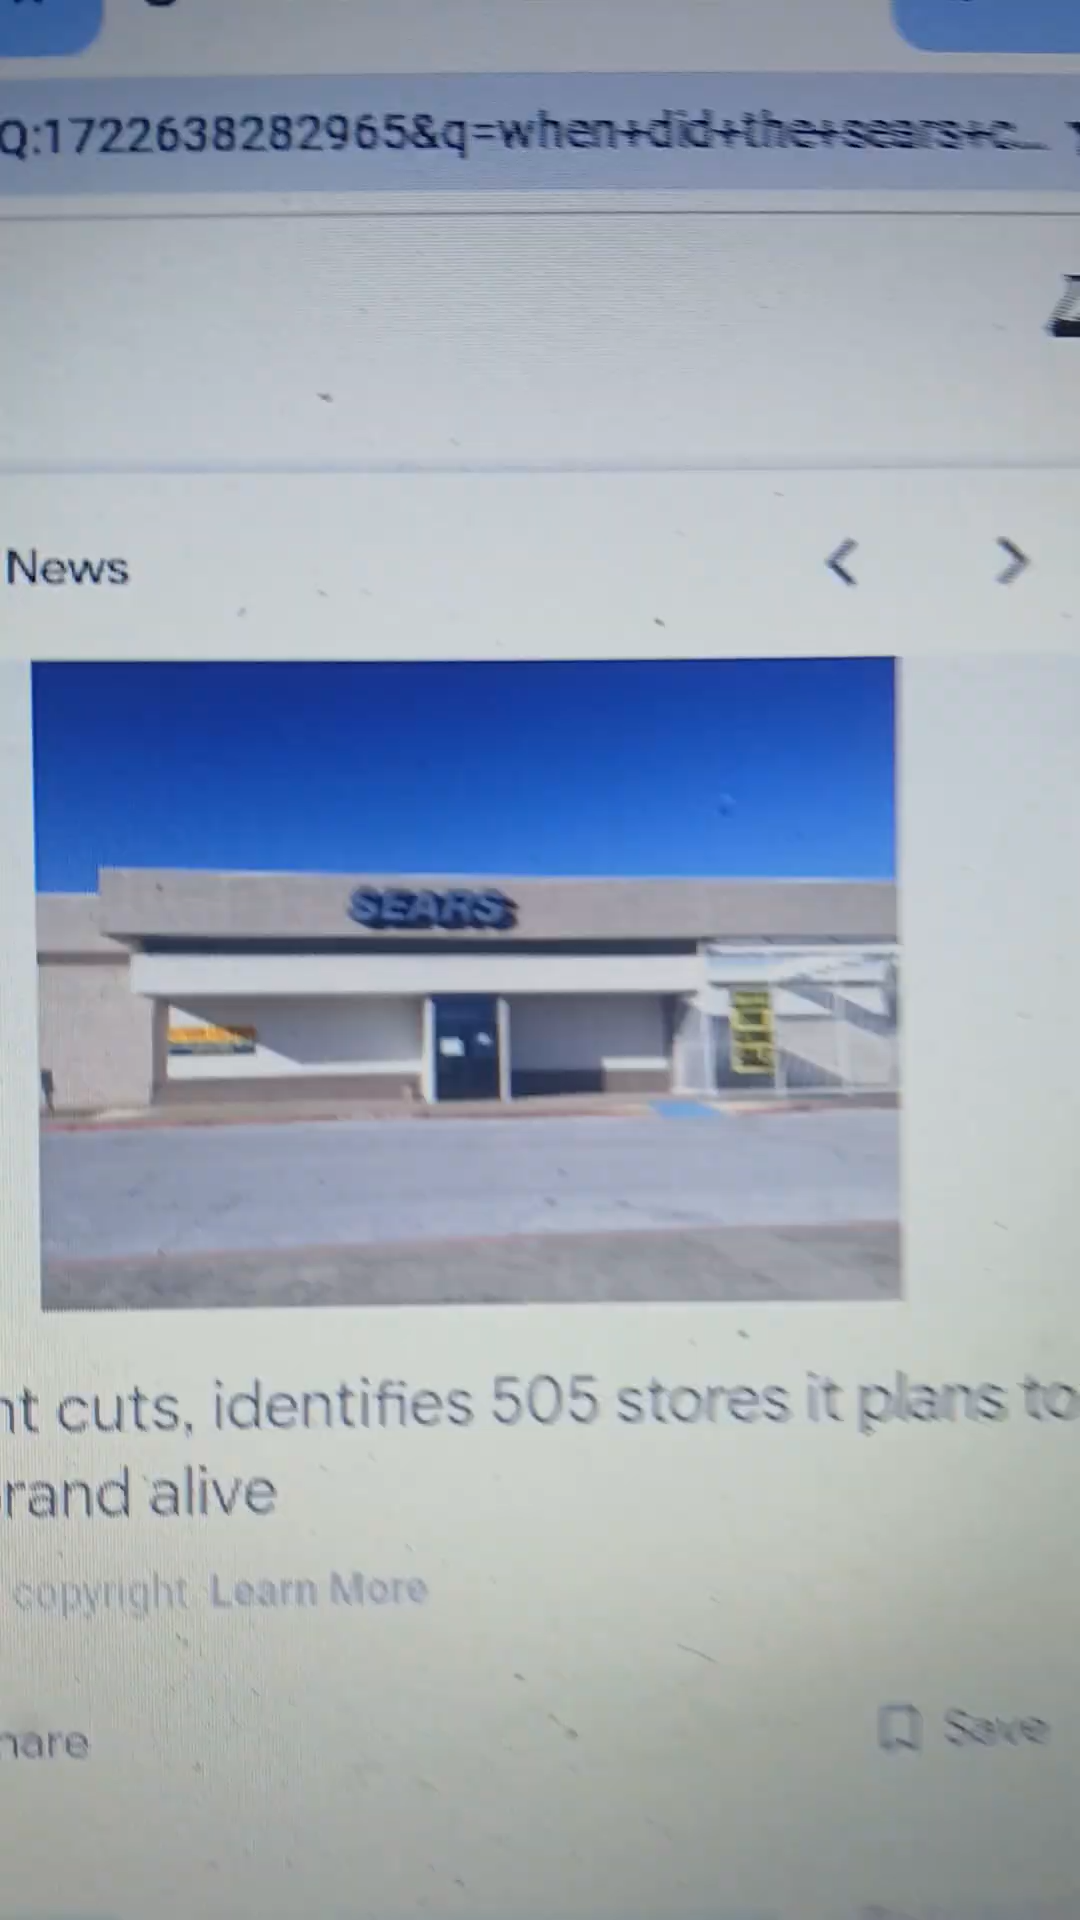 Q:1722638282965&q=when+did+the+sears+c...
News
SEARS
nt cuts, identifies 505 stores it plans to
rand alive
copyright Learn More
hare
Save